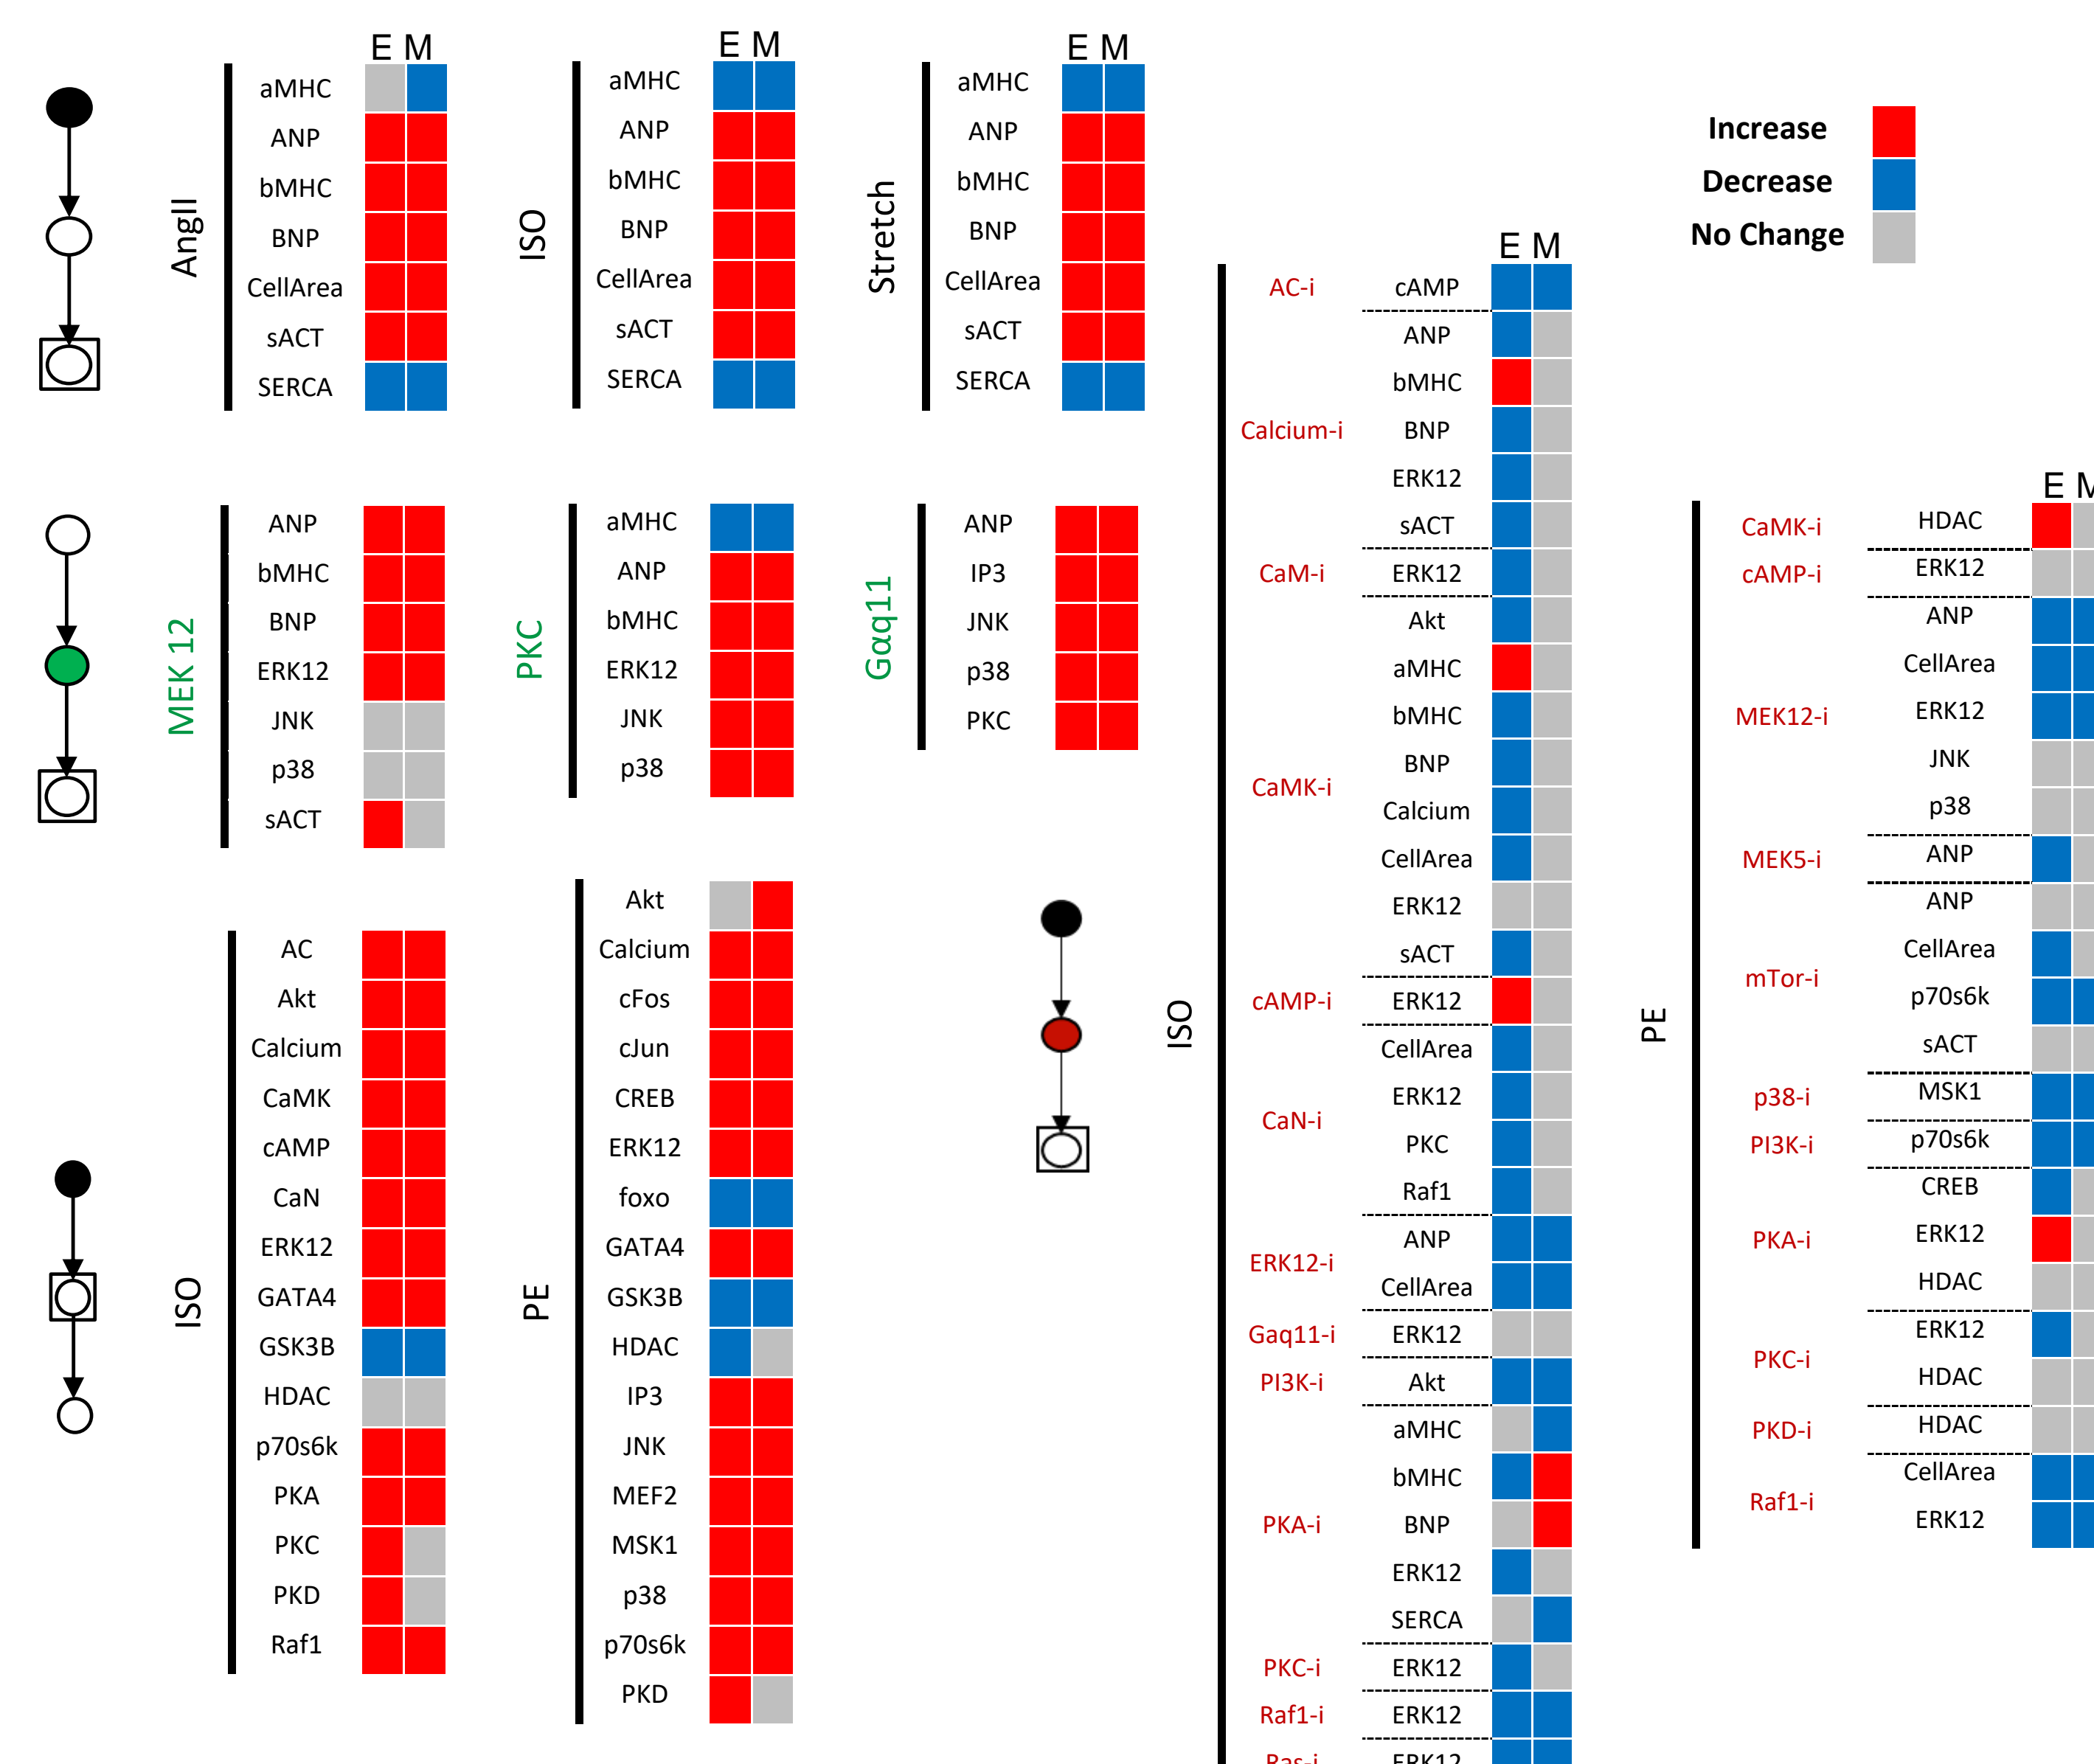 E M
AngII
aMHC
ANP
bMHC
BNP
CellArea
sACT
SERCA
E M
ISO
aMHC
ANP
bMHC
BNP
CellArea
sACT
SERCA
E M
Stretch
aMHC
ANP
bMHC
BNP
CellArea
sACT
SERCA
Increase
Decrease
No Change
MEK 12
ANP
bMHC
BNP
ERK12
JNK
p38
sACT
PKC
aMHC
ANP
bMHC
ERK12
JNK
p38
Gαq11
ANP
IP3
JNK
p38
PKC
ISO
AC
Akt
Calcium
CaMK
cAMP
CaN
ERK12
GATA4
GSK3B
HDAC
p70s6k
PKA
PKC
PKD
Raf1
PE
Akt
Calcium
cFos
cJun
CREB
ERK12
foxo
GATA4
GSK3B
HDAC
IP3
JNK
MEF2
MSK1
p38
p70s6k
PKD
E M
ISO
AC-i
cAMP
Calcium-i
ANP
bMHC
BNP
ERK12
sACT
CaM-i
ERK12
CaMK-i
Akt
aMHC
bMHC
BNP
Calcium
CellArea
ERK12
sACT
cAMP-i
ERK12
CaN-i
CellArea
ERK12
PKC
Raf1
ERK12-i
ANP
CellArea
Gaq11-i
ERK12
PI3K-i
Akt
PKA-i
aMHC
bMHC
BNP
ERK12
SERCA
PKC-i
ERK12
Raf1-i
ERK12
Ras-i
ERK12
E M
PE
CaMK-i
HDAC
cAMP-i
ERK12
MEK12-i
ANP
CellArea
ERK12
JNK
p38
MEK5-i
ANP
mTor-i
ANP
CellArea
p70s6k
sACT
p38-i
MSK1
PI3K-i
p70s6k
PKA-i
CREB
ERK12
HDAC
PKC-i
ERK12
HDAC
PKD-i
HDAC
Raf1-i
CellArea
ERK12